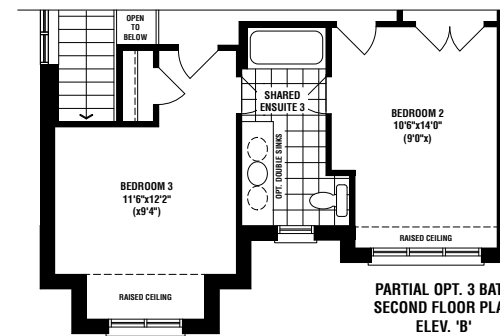 OPEN
TO
BELOW
SHARED
ENSUITE 3
OPT. DOUBLE SINKS
BEDROOM 2
10'6"x14'0"
(9'0"x)
BEDROOM 3
11'6"x12'2"
(x9'4")
RAISED CEILING
RAISED CEILING
PARTIAL OPT. 3 BAT
SECOND FLOOR PLA
ELEV. 'B'